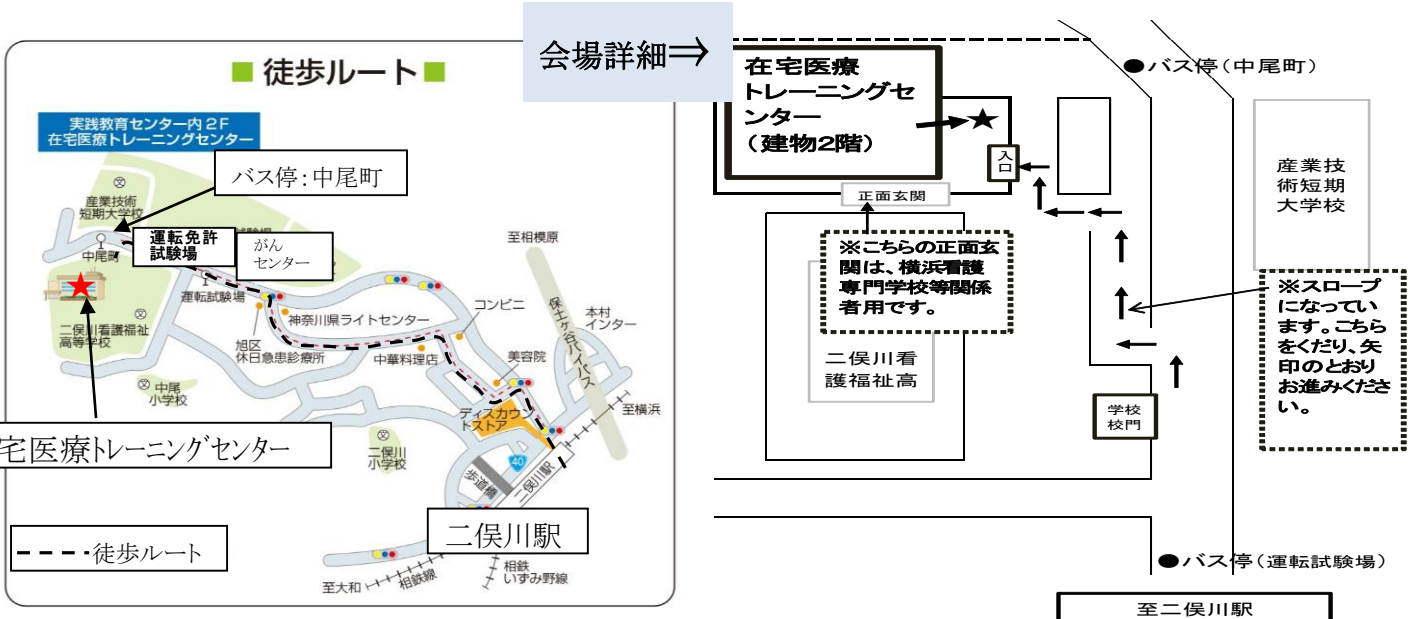 会場詳細⇒
■ 徒歩ルート■
実践教育センター内2F
在宅医療トレーニングセンター
バス停：中尾町
産業技術
短期大学校
中尾町
運転免許
試験場
がん
センター
運転試験場
至相模原
コンビニ
本村
インター
保土ヶ谷バイパス
神奈川県ライトセンター
旭区
休日急患診療所
中華料理店
美容院
二俣川看護福祉
高等学校
中尾
小学校
ディスカウン
トストア
至横浜
宅医療トレーニングセンター
二俣川
小学校
40
歩道橋
二俣川駅
二俣川駅
徒歩ルート
至大和
相鉄線
相鉄
いずみ野線
在宅医療
トレーニングセ
ンター
（建物2階）
★
入口
正面玄関
●バス停（中尾町）
産業技
術短期
大学校
※こちらの正面玄
関は、横浜看護
専門学校等関係
者用です。
二俣川看
護福祉高
※スロープ
になってい
ます。こちら
をくだり、矢
印のとおり
お進みくださ
い。
学校
校門
●バス停（運転試験場）
至二俣川駅